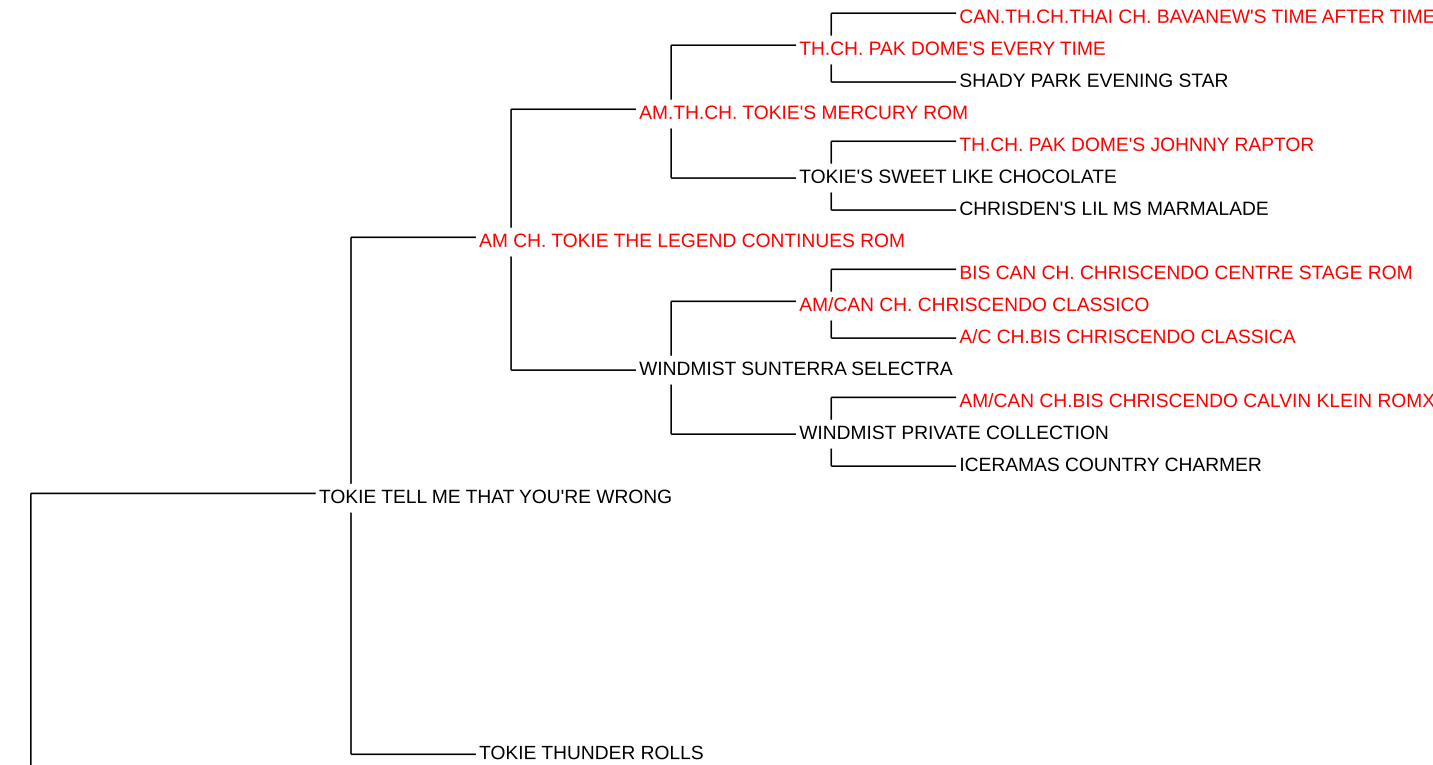 CAN.TH.CH.THAI CH. BAVANEW'S TIME AFTER TIME
TH.CH. PAK DOME'S EVERY TIME
SHADY PARK EVENING STAR
AM.TH.CH. TOKIE'S MERCURY ROM
TH.CH. PAK DOME'S JOHNNY RAPTOR
TOKIE'S SWEET LIKE CHOCOLATE
CHRISDEN'S LIL MS MARMALADE
AM CH. TOKIE THE LEGEND CONTINUES ROM
BIS CAN CH. CHRISCENDO CENTRE STAGE ROM
AM/CAN CH. CHRISCENDO CLASSICO
A/C CH.BIS CHRISCENDO CLASSICA
WINDMIST SUNTERRA SELECTRA
AM/CAN CH.BIS CHRISCENDO CALVIN KLEIN ROMX
WINDMIST PRIVATE COLLECTION
ICERAMAS COUNTRY CHARMER
TOKIE TELL ME THAT YOU'RE WRONG
TOKIE THUNDER ROLLS